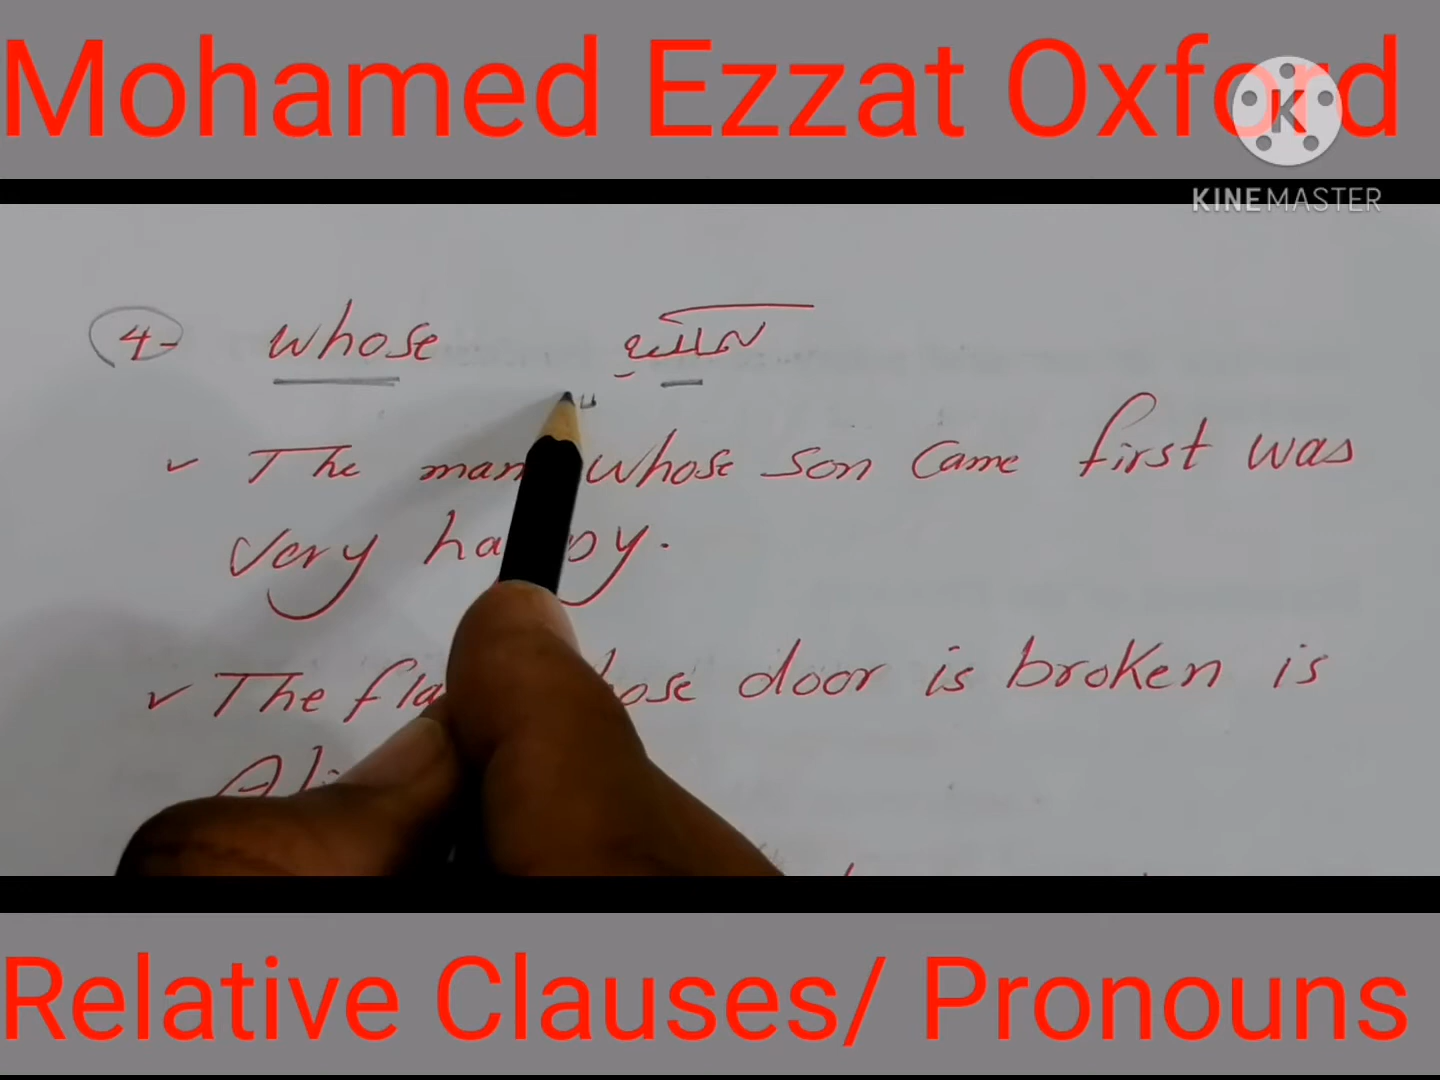 Mohamed Ezzat Oxford
K
KINEMASTER
4- whose للملكية
✓ The man whose son came first was
very happy.
✓ The door is broken is
Relative Clauses/ Pronouns